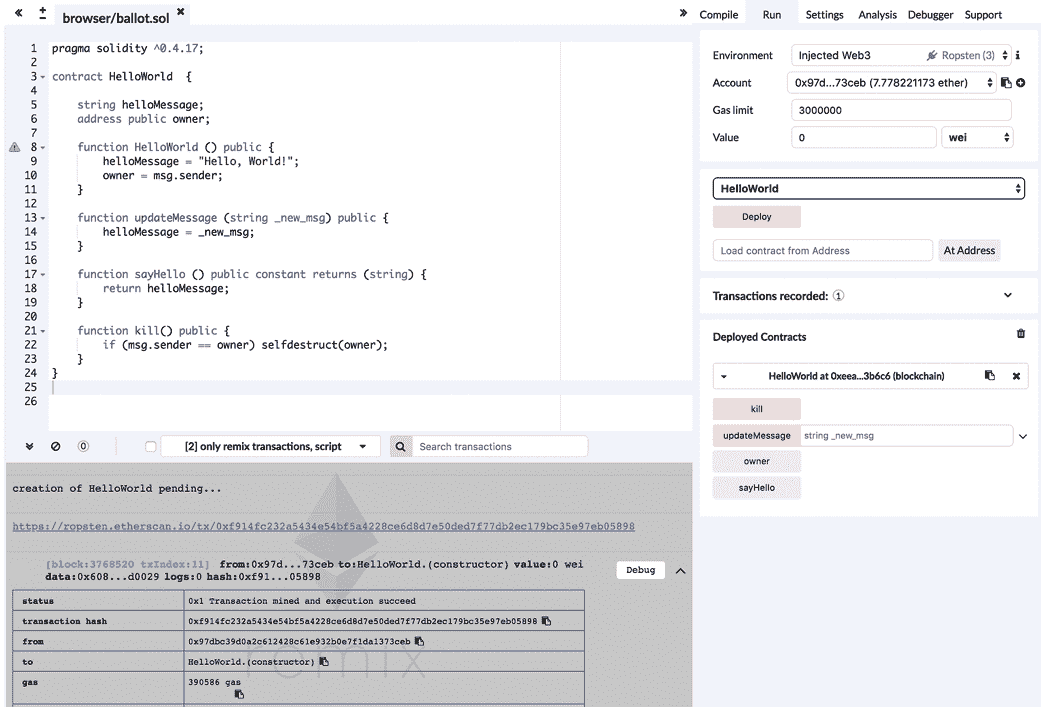 browser/ballot.sol
Compile Run Settings Analysis Debugger Support
1 pragma solidity ^0.4.17;
2
3 contract HelloWorld {
4
5 string helloMessage;
6 address public owner;
7
8 function HelloWorld () public {
9 helloMessage = "Hello, World!";
10 owner = msg.sender;
11 }
12
13 function updateMessage (string _new_msg) public {
14 helloMessage = _new_msg;
15 }
16
17 function sayHello () public constant returns (string) {
18 return helloMessage;
19 }
20
21 function kill() public {
22 if (msg.sender == owner) selfdestruct(owner);
23 }
24 }
25
26
0 [2] only remix transactions, script Search transactions
creation of HelloWorld pending...
https://ropsten.etherscan.io/tx/0xf914fc232a5434e54bf5a4228ce6d8d7e50ded7f77db2ec179bc35e97eb05898
[block:3768520 txIndex:11] from:0x97d...73ceb to:HelloWorld.(constructor) value:0 wei
data:0x608...d0029 logs:0 hash:0xf91...05898
Debug
status 0x1 Transaction mined and execution succeed
transaction hash 0xf914fc232a5434e54bf5a4228ce6d8d7e50ded7f77db2ec179bc35e97eb05898
from 0x97dbc39d0a2c612428c61e932b0e7f1da1373ceb
to HelloWorld.(constructor)
gas 390586 gas
remix
Environment Injected Web3 Ropsten (3) i
Account 0x97d...73ceb (7.778221173 ether)
Gas limit 3000000
Value 0 wei
HelloWorld
Deploy
Load contract from Address At Address
Transactions recorded: 1
Deployed Contracts
HelloWorld at 0xeea...3b6c6 (blockchain)
kill
updateMessage string _new_msg
owner
sayHello